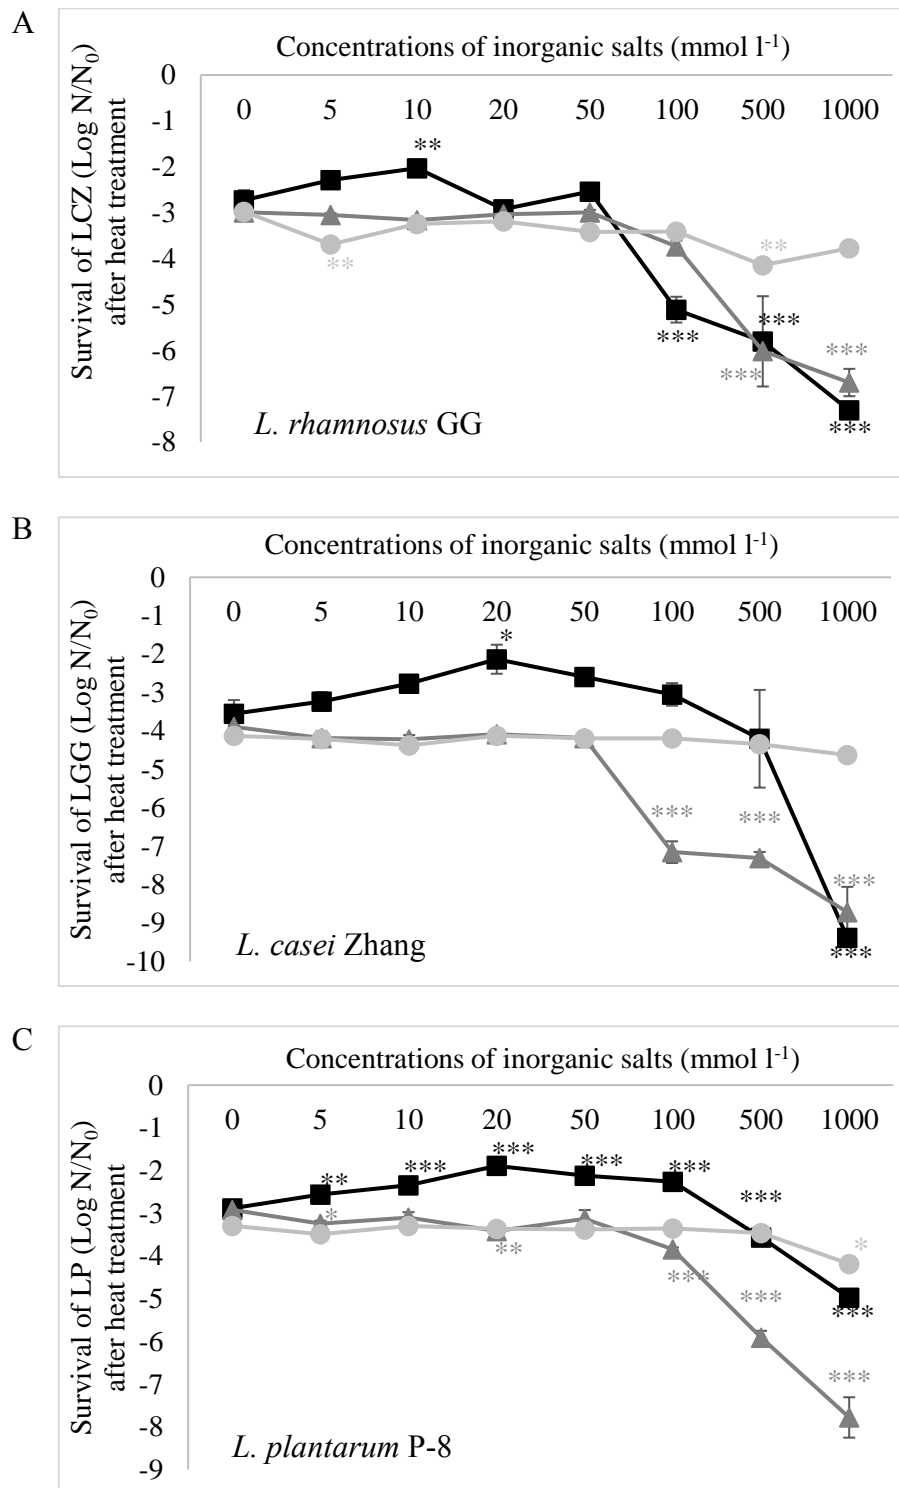 A
Concentrations of inorganic salts (mmol l-1)
Survival of LCZ (Log N/N0)
after heat treatment
0
0 5 10 20 50 100 500 1000
-1
**
-2
-3
**
**
-4
-5
***
***
-6
***
***
-7
***
-8
L. rhamnosus GG
B
Concentrations of inorganic salts (mmol l-1)
Survival of LGG (Log N/N0)
after heat treatment
0
0 5 10 20 50 100 500 1000
-1
*
-2
-3
-4
-5
-6
***
***
-7
-8
***
-9
***
-10
L. casei Zhang
C
Concentrations of inorganic salts (mmol l-1)
Survival of LP (Log N/N0)
after heat treatment
0
0 5 10 20 50 100 500 1000
-1
** *** *** *** *** ***
-2
-3
*
**
*
-4
***
***
-5
***
-6
***
-7
-8
-9
L. plantarum P-8